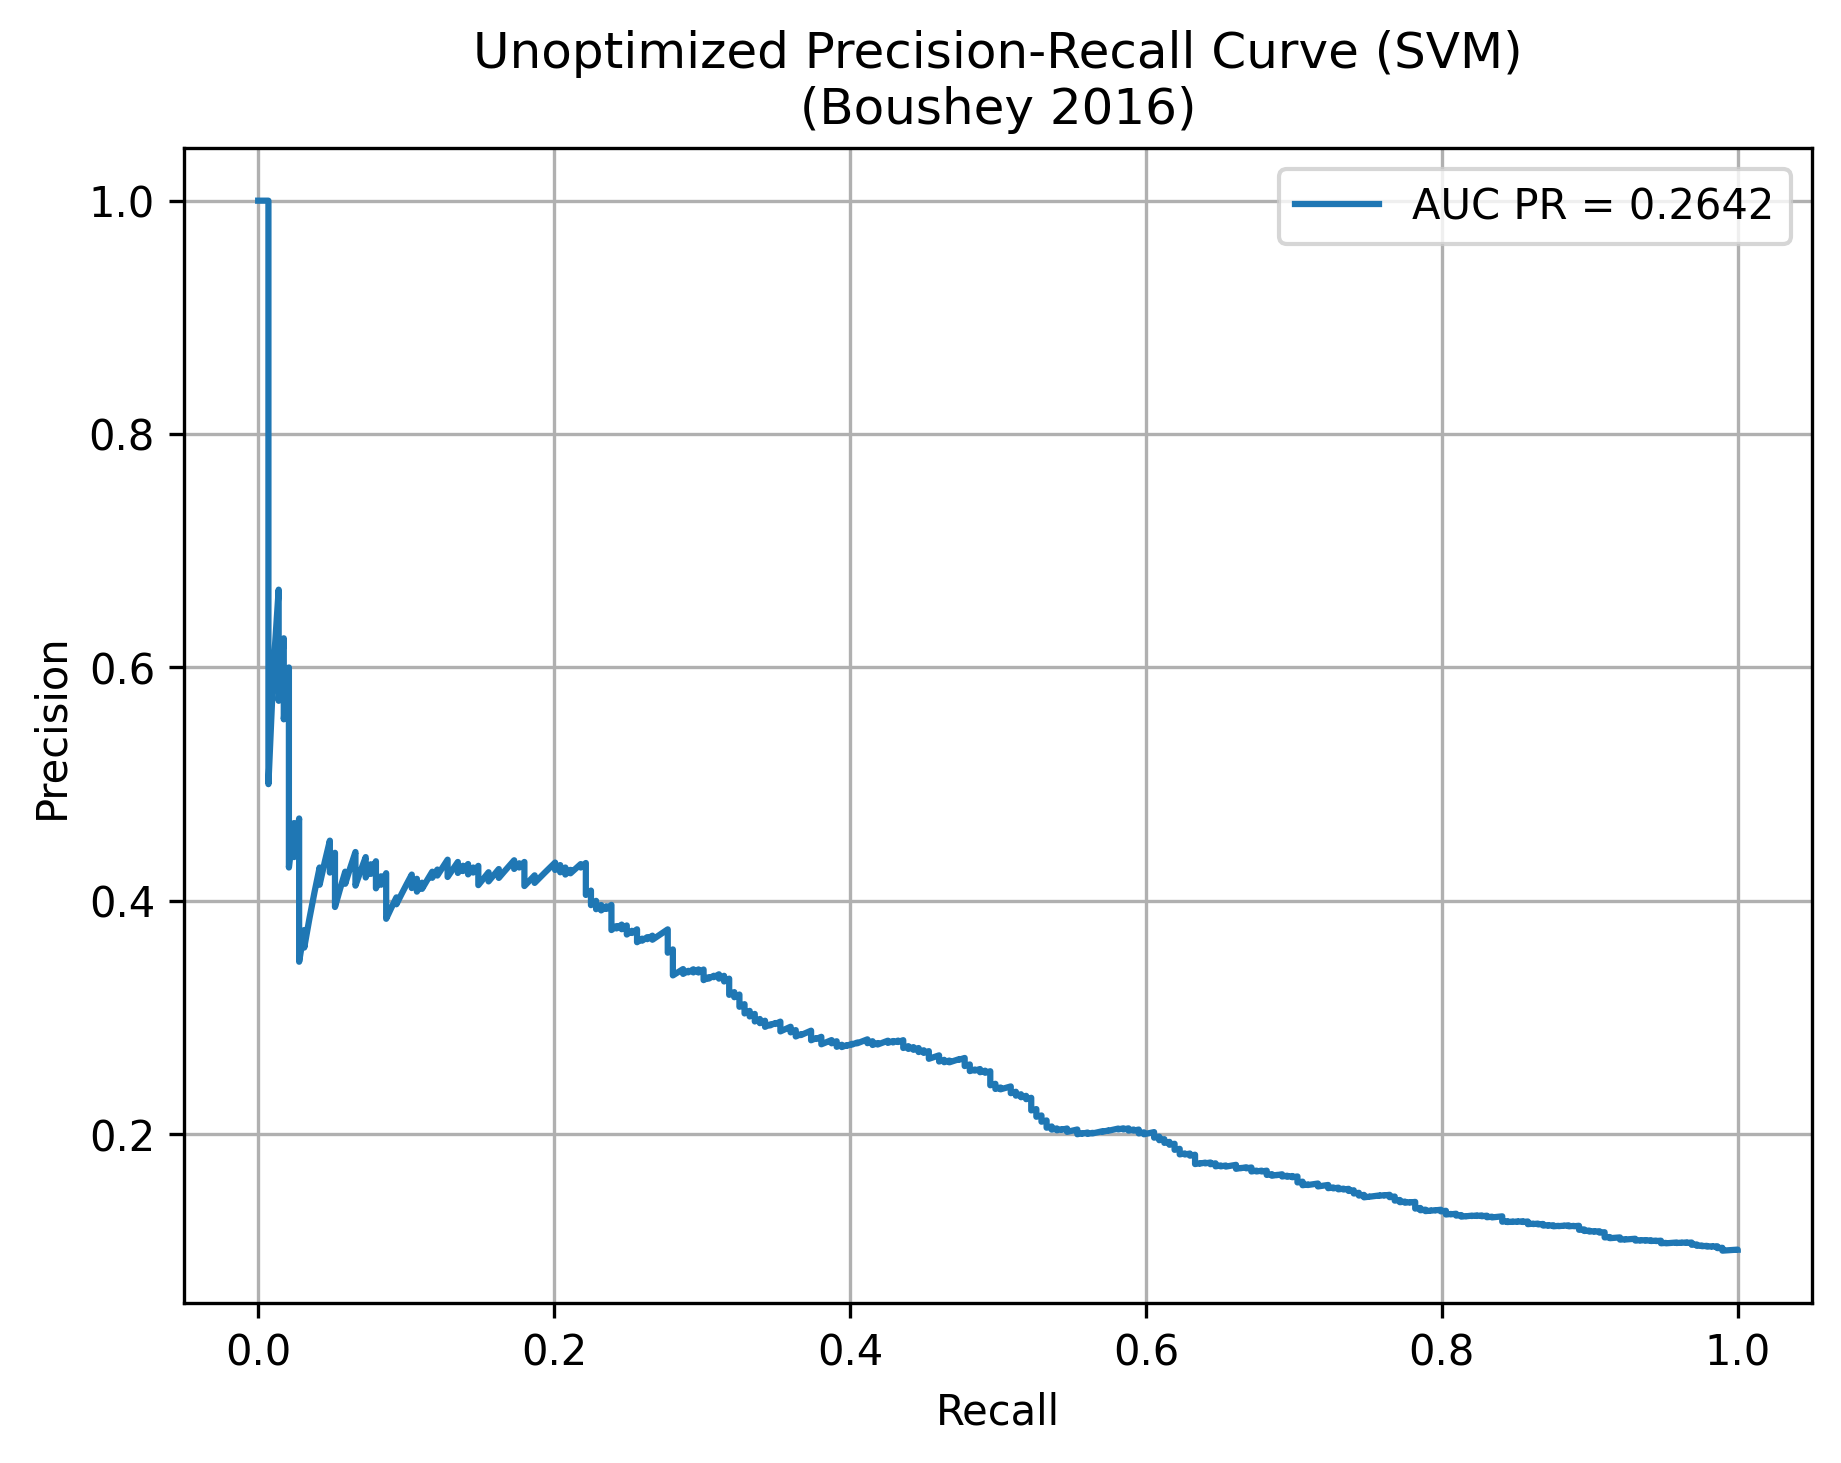 Unoptimized Precision-Recall Curve (SVM)
(Boushey 2016)
AUC PR = 0.2642
Precision
1.0
0.8
0.6
0.4
0.2
0.0 0.2 0.4 0.6 0.8 1.0
Recall